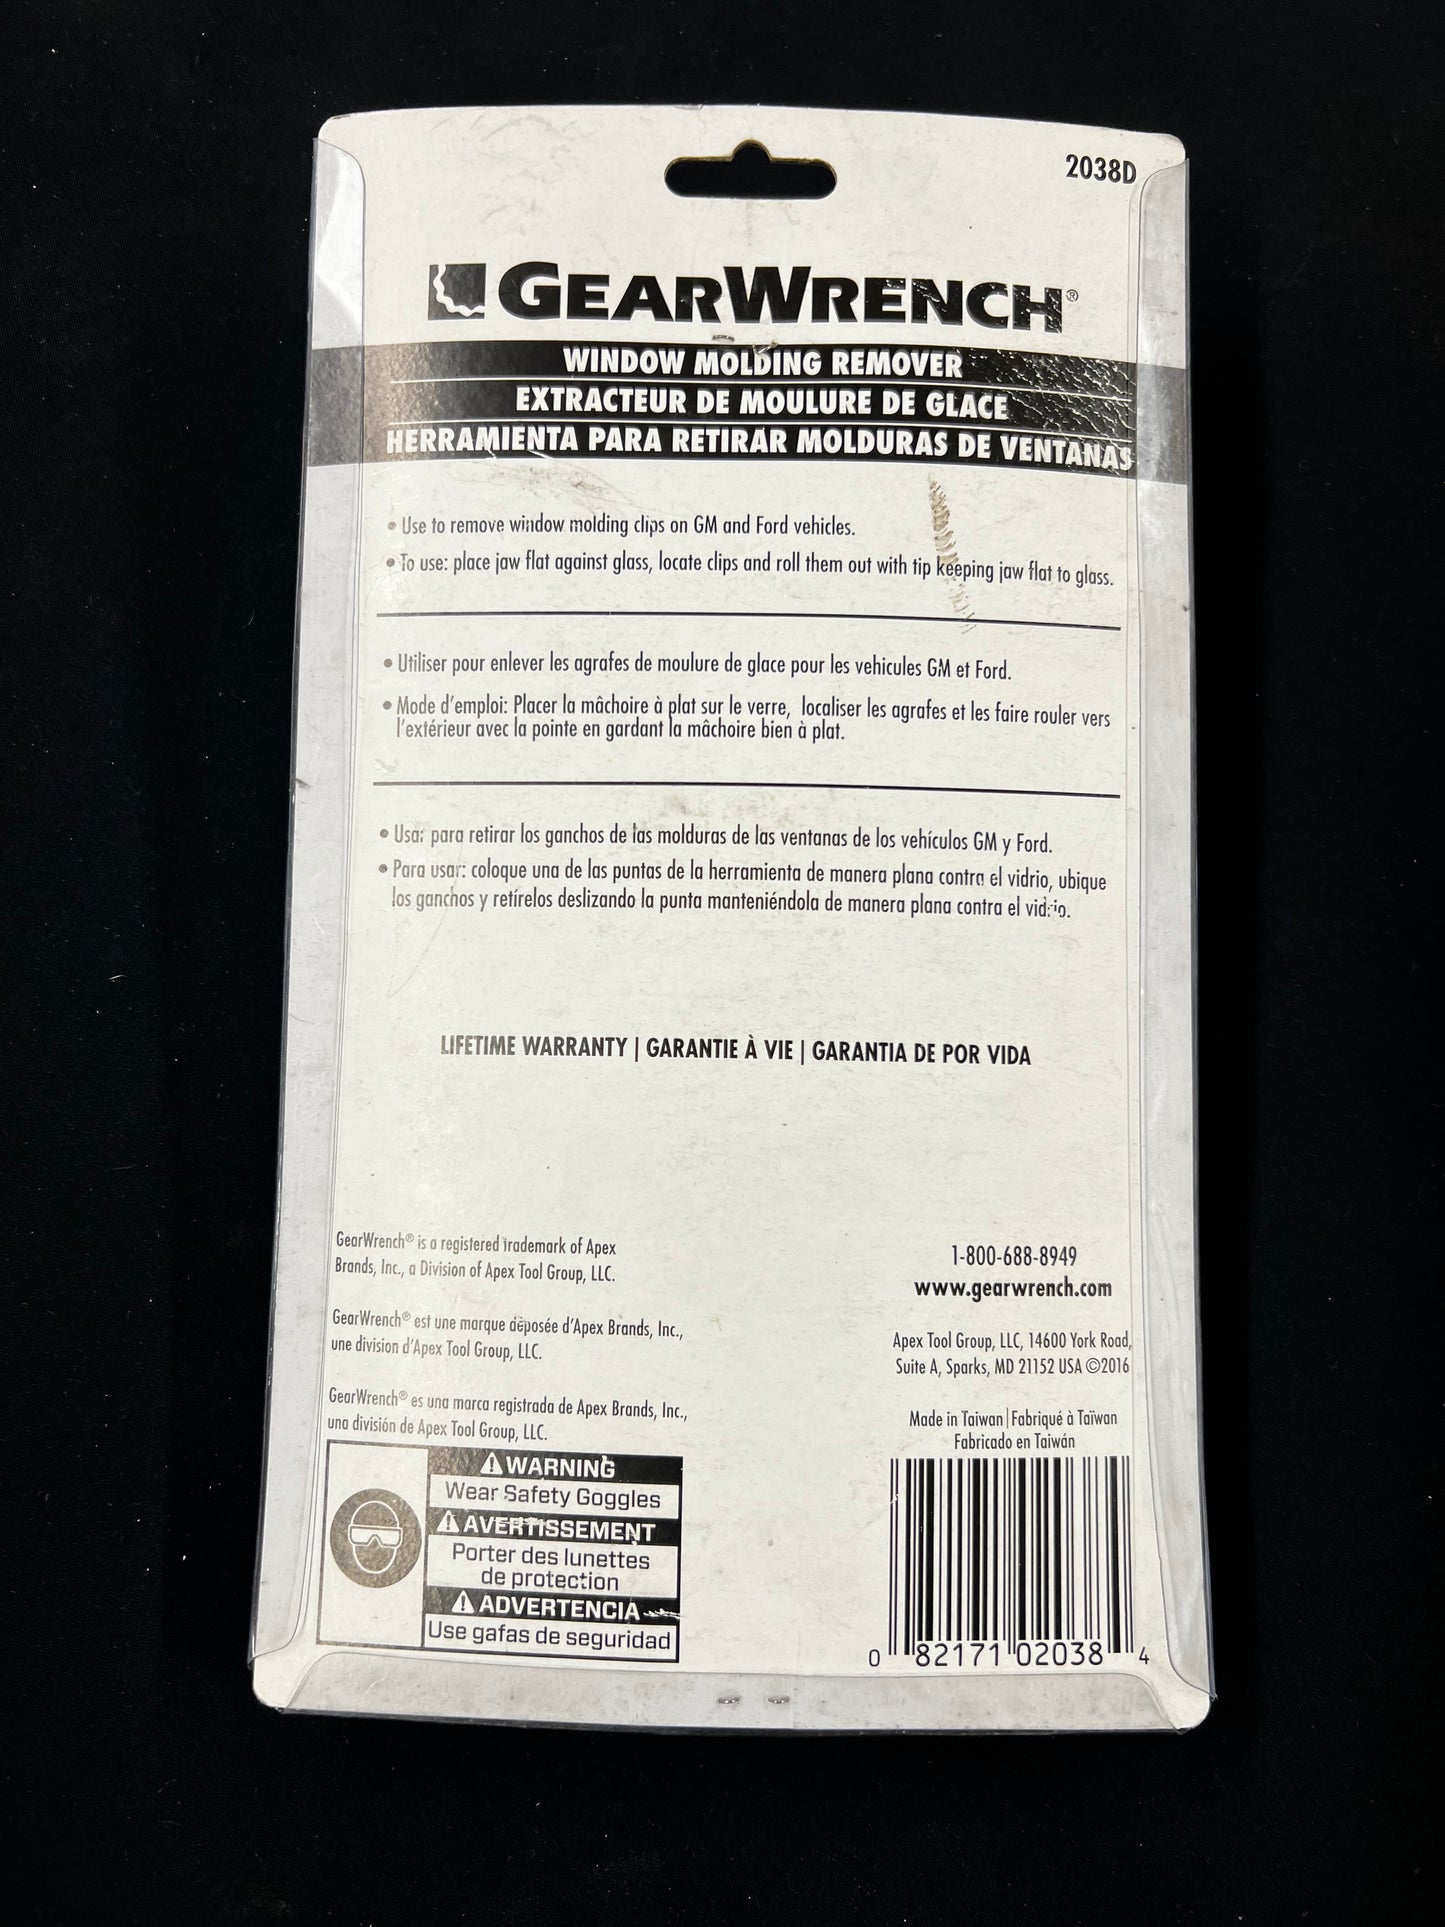 2038D
GEARWRENCH®
WINDOW MOLDING REMOVER
EXTRACTEUR DE MOULURE DE GLACE
HERRAMIENTA PARA RETIRAR MOLDURAS DE VENTANAS
• Use to remove window molding clips on GM and Ford vehicles.
• To use: place jaw flat against glass, locate clips and roll them out with tip keeping jaw flat to glass.
• Utiliser pour enlever les agrafes de moulure de glace pour les vehicules GM et Ford.
• Mode d'emploi: Placer la mâchoire à plat sur le verre, localiser les agrafes et les faire rouler vers
l'extérieur avec la pointe en gardant la mâchoire bien à plat.
• Usa: para retirar los ganchos de las molduras de las ventanas de los vehículos GM y Ford.
• Para usar: coloque una de las puntas de la herramienta de manera plana contra el vidrio, ubique
los ganchos y retírelos deslizando la punta manteniéndola de manera plana contra el vidrio.
LIFETIME WARRANTY | GARANTIE À VIE | GARANTIA DE POR VIDA
GearWrench® is a registered trademark of Apex
Brands, Inc., a Division of Apex Tool Group, LLC.
GearWrench® est une marque déposée d'Apex Brands, Inc.,
une division d'Apex Tool Group, LLC.
GearWrench® es una marca registrada de Apex Brands, Inc.,
una división de Apex Tool Group, LLC.
⚠ WARNING
Wear Safety Goggles
⚠ AVERTISSEMENT
Porter des lunettes
de protection
⚠ ADVERTENCIA
Use gafas de seguridad
1-800-688-8949
www.gearwrench.com
Apex Tool Group, LLC, 14600 York Road,
Suite A, Sparks, MD 21152 USA ©2016
Made in Taiwan | Fabriqué à Taïwan
Fabricado en Taiwán
0 82171 02038 4